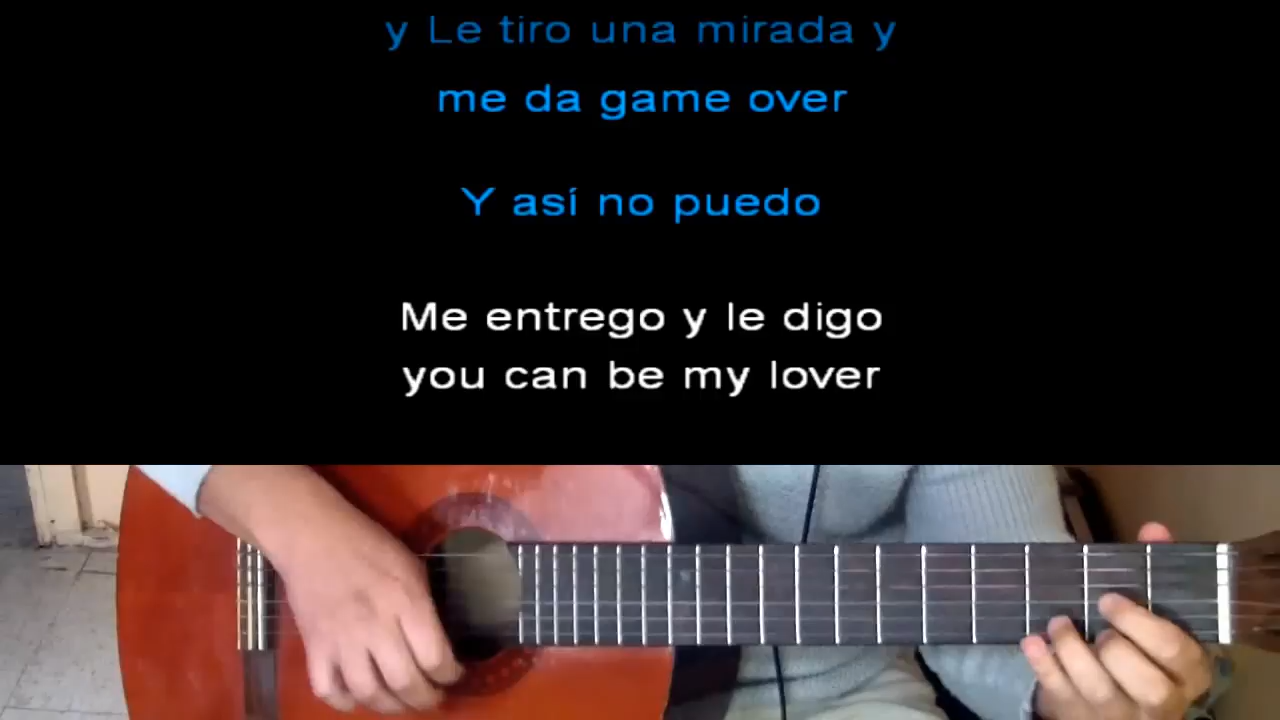 y Le tiro una mirada y
me da game over
Y así no puedo
Me entrego y le digo
you can be my lover